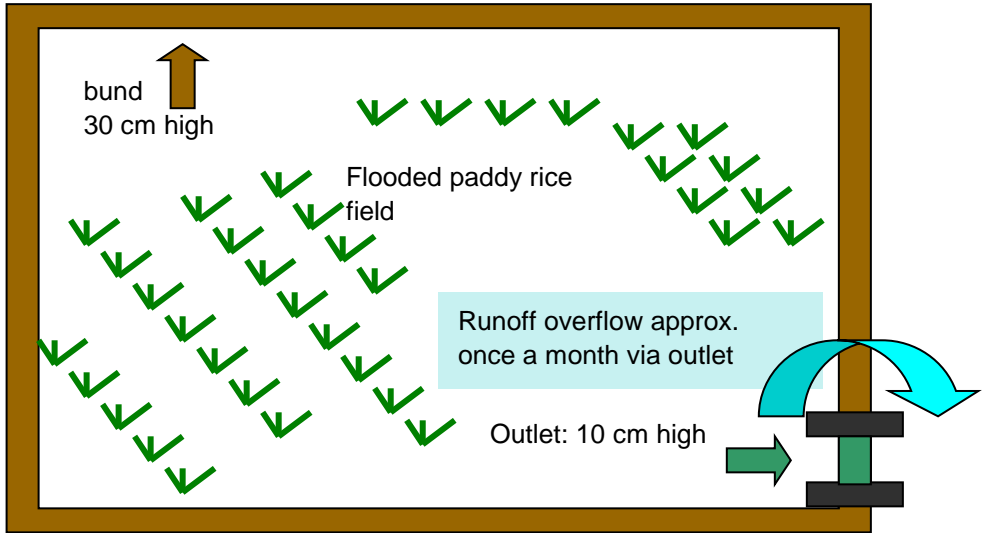 bund
30 cm high
Flooded paddy rice
field
Runoff overflow approx.
once a month via outlet
Outlet: 10 cm high